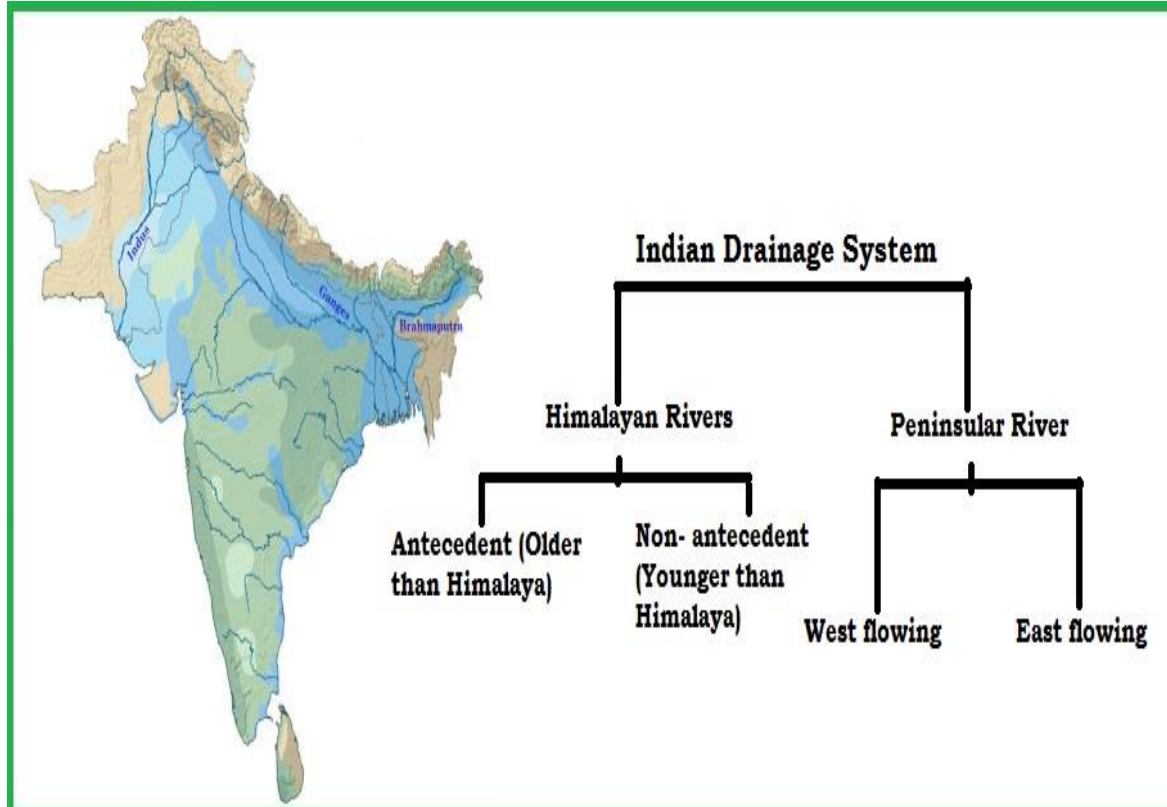 Indus
Ganges
Brahmaputra
Indian Drainage System
Himalayan Rivers
Peninsular River
Antecedent (Older
than Himalaya)
Non- antecedent
(Younger than
Himalaya)
West flowing
East flowing